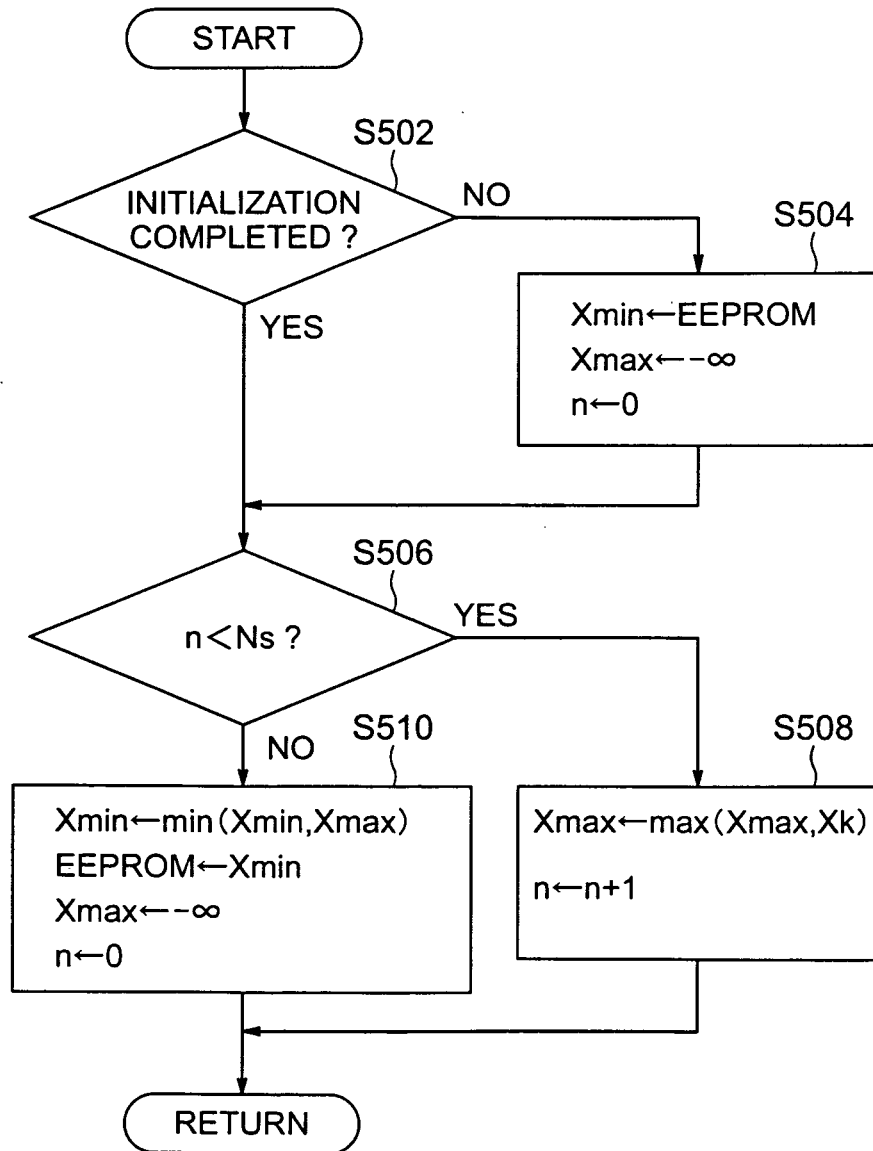 START
S502
INITIALIZATION
COMPLETED ?
NO
YES
S504
Xmin←EEPROM
Xmax←-∞
n←0
S506
n<Ns ?
YES
NO
S510
Xmin←min(Xmin,Xmax)
EEPROM←Xmin
Xmax←-∞
n←0
S508
Xmax←max(Xmax,Xk)
n←n+1
RETURN